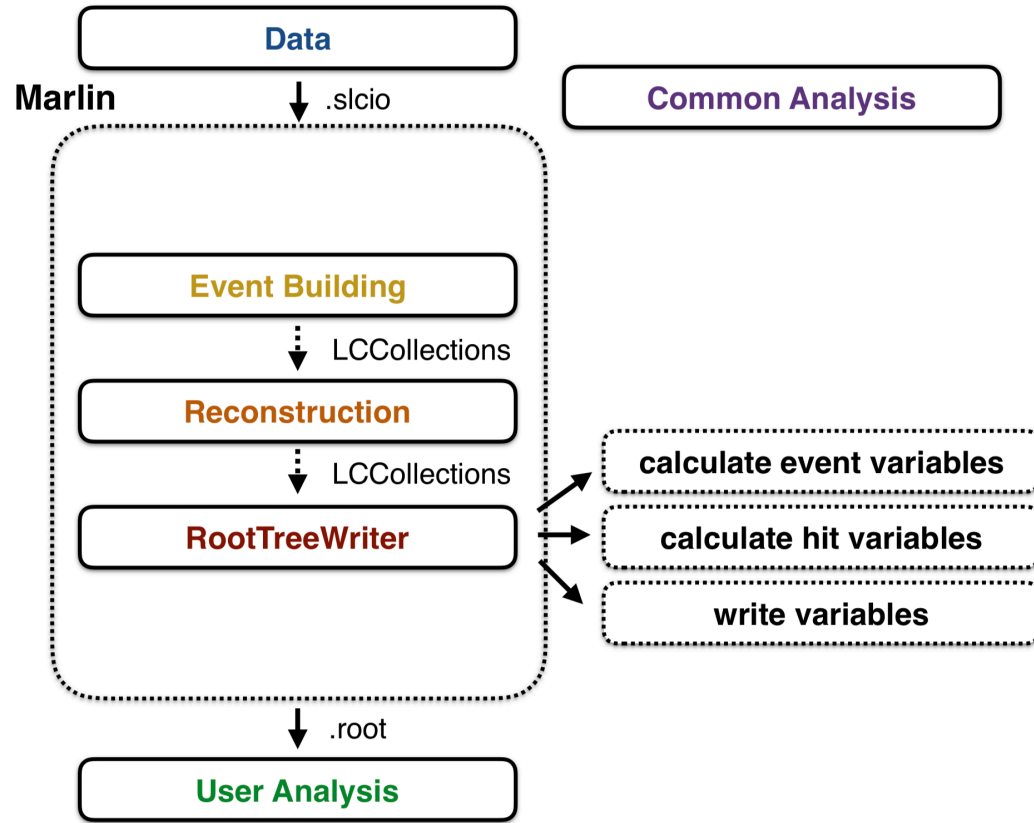 Data
Marlin
.slcio
Common Analysis
Event Building
LCCollections
Reconstruction
LCCollections
calculate event variables
RootTreeWriter
calculate hit variables
write variables
.root
User Analysis